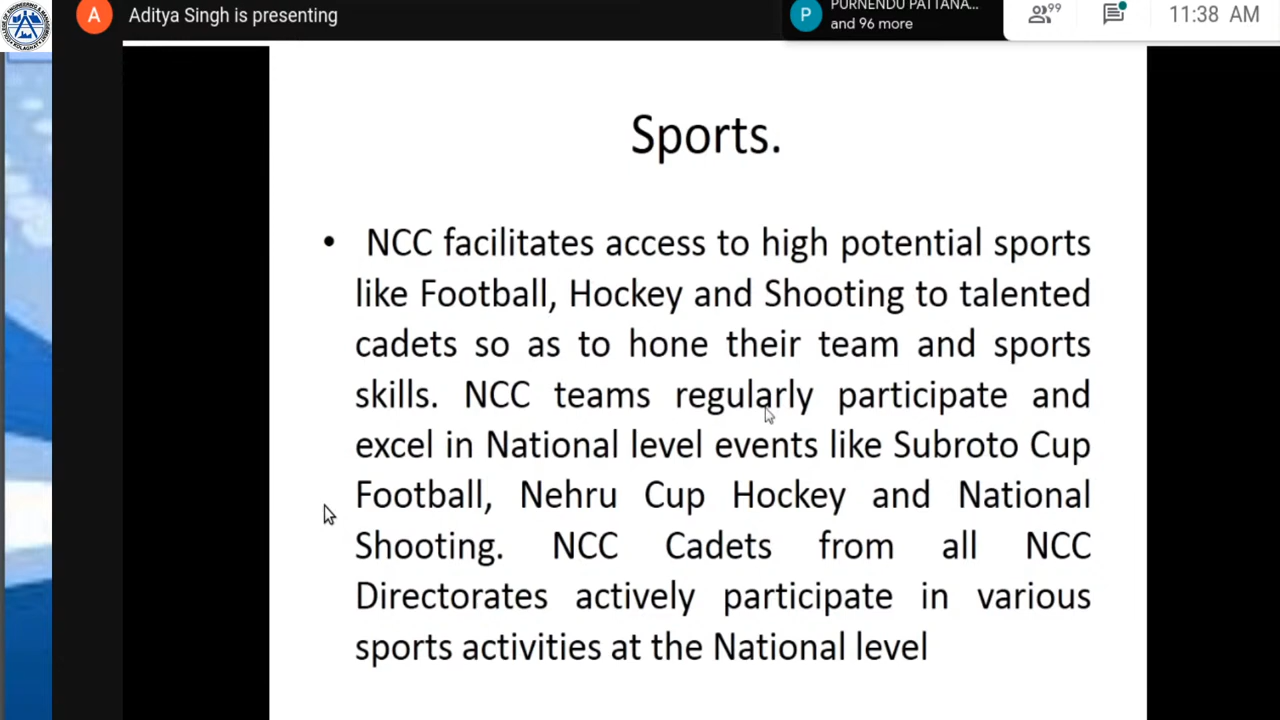 Aditya Singh is presenting
A
P
PURNENDU PATTANA...
and 96 more
99
11:38 AM
Sports.
• NCC facilitates access to high potential sports
like Football, Hockey and Shooting to talented
cadets so as to hone their team and sports
skills. NCC teams regularly participate and
excel in National level events like Subroto Cup
Football, Nehru Cup Hockey and National
Shooting. NCC Cadets from all NCC
Directorates actively participate in various
sports activities at the National level